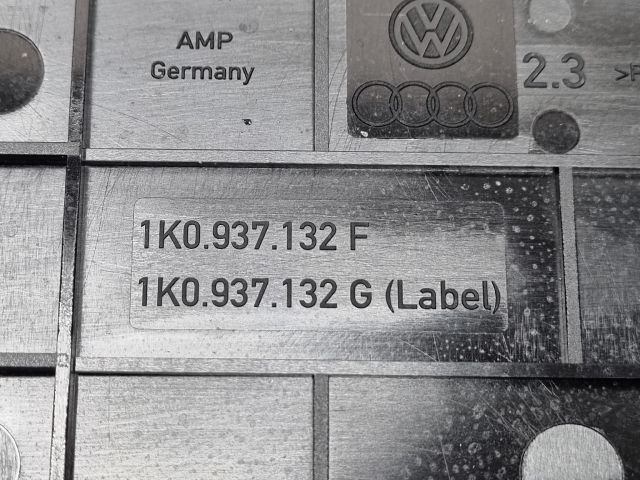 AMP
Germany
2.3
1K0.937.132 F
1K0.937.132 G (Label)